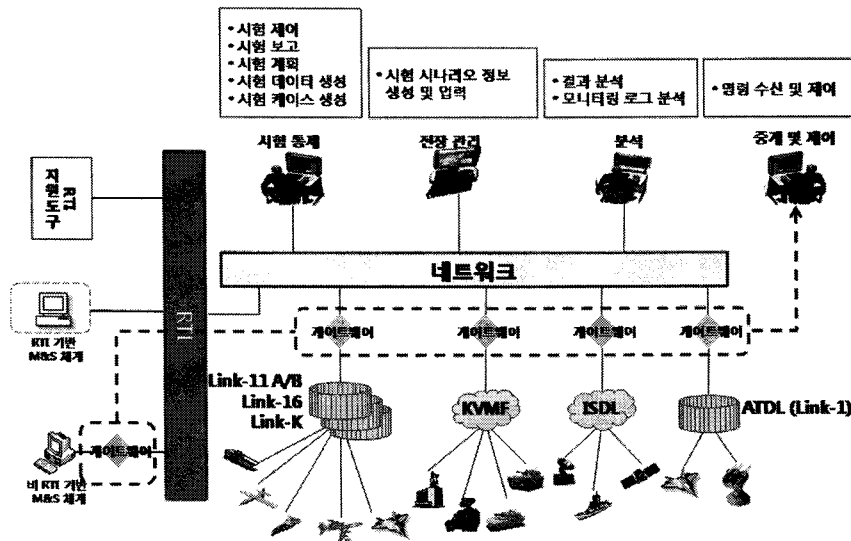 • 시험 제어
• 시험 보고
• 시험 계획
• 시험 데이터 생성
• 시험 케이스 생성
• 시험 시나리오 정보
생성 및 입력
• 결과 분석
• 모니터링 로그 분석
• 명령 수신 및 제어
시험 통제
전장 관리
분석
중계 및 제어
RTI
지원도구
네트워크
RTI
게이트웨이
게이트웨이
게이트웨이
게이트웨이
RTI 기반
M&S 체계
Link-11 A/B
Link-16
Link-K
KVMF
ISDL
ATDL (Link-1)
게이트웨이
비 RTI 기반
M&S 체계